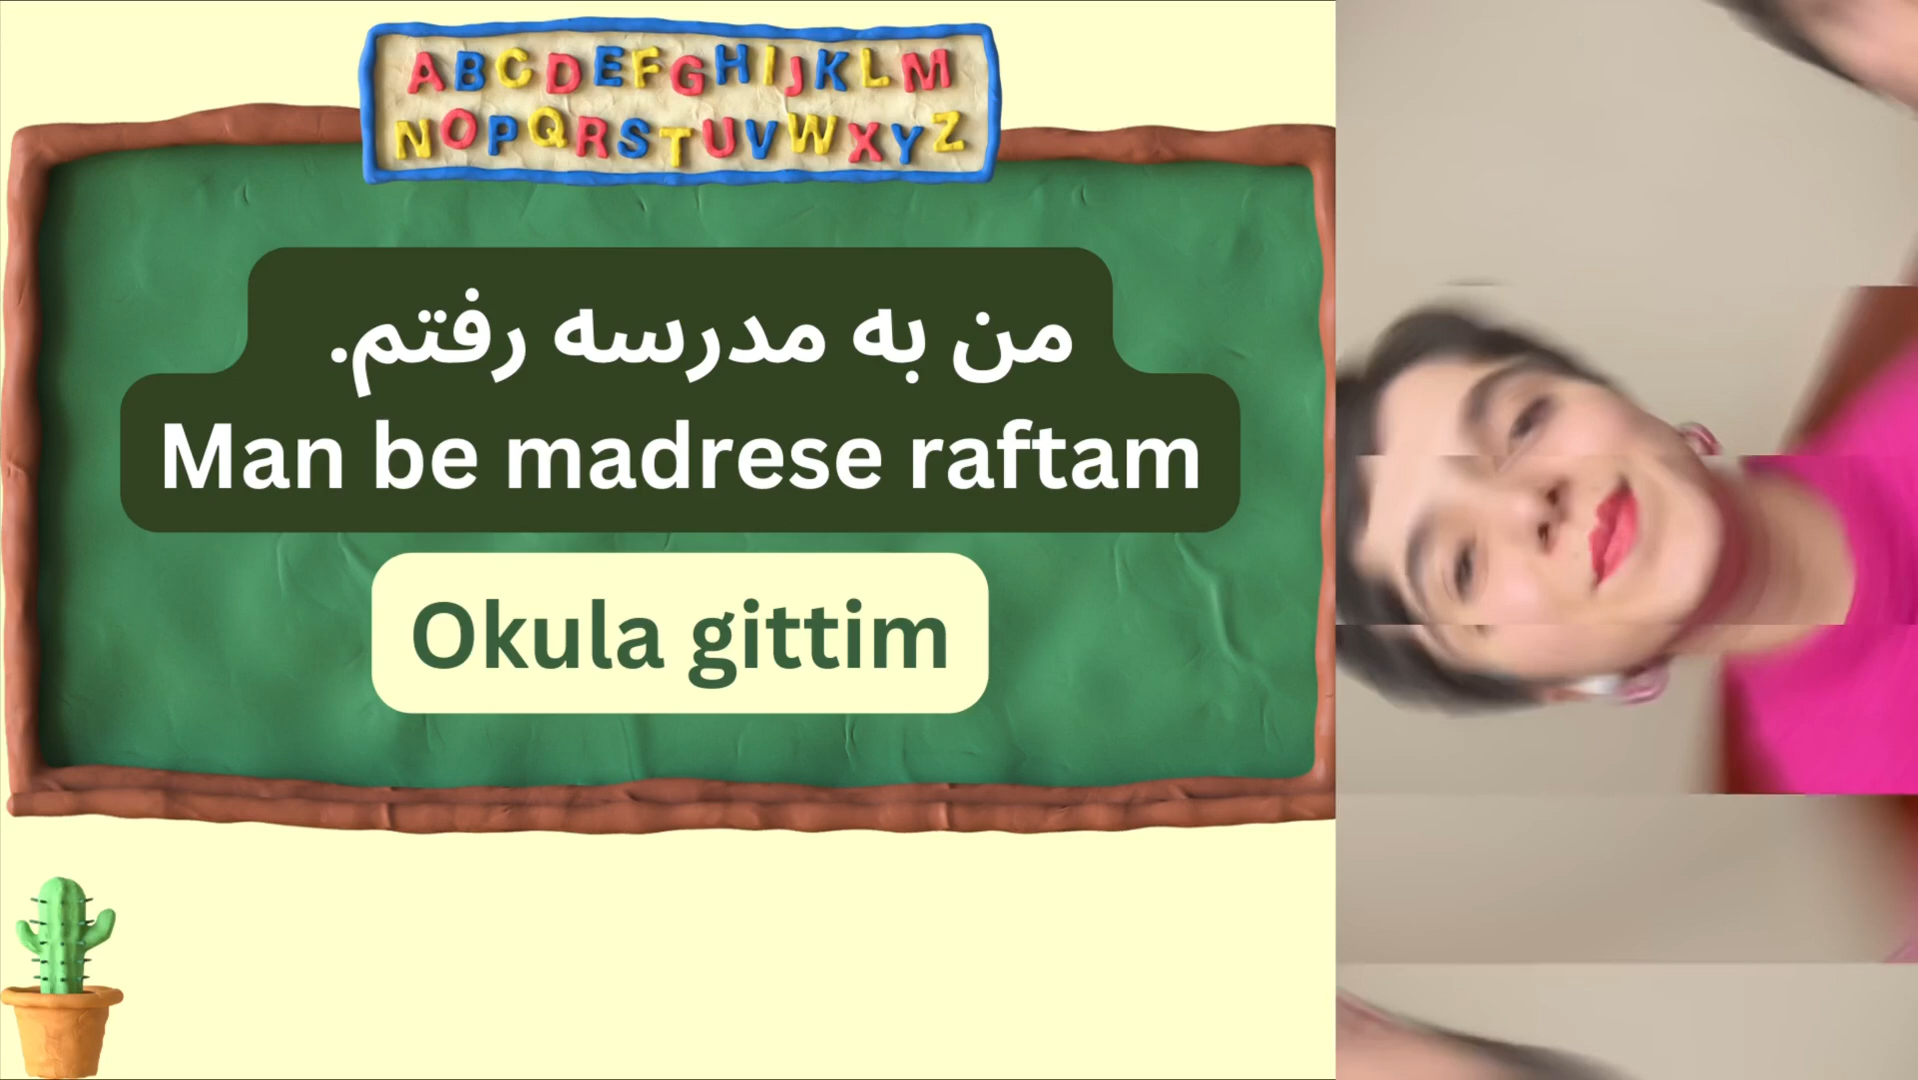 ABCDEFGHIJKLM
NOPQRSTUVWXYZ
من به مدرسه رفتم.
Man be madrese raftam
Okula gittim